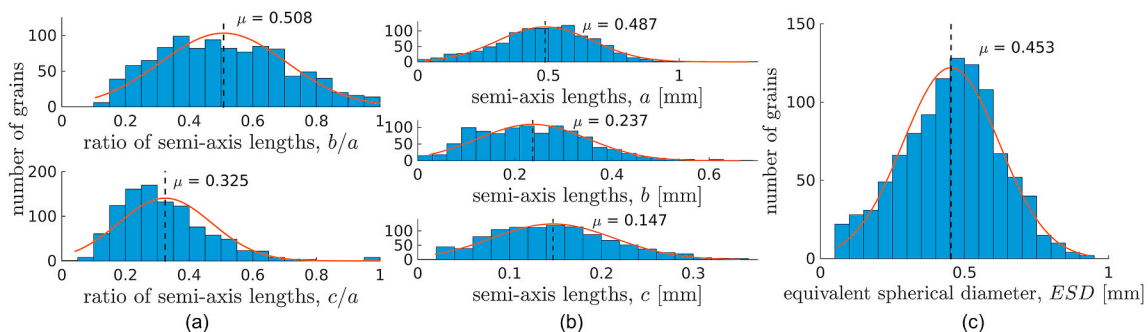 number of grains
100
50
0
μ = 0.508
0 0.2 0.4 0.6 0.8 1
ratio of semi-axis lengths, b/a
200
100
0
μ = 0.325
0 0.2 0.4 0.6 0.8 1
ratio of semi-axis lengths, c/a
(a)
100
50
0
μ = 0.487
0 0.5 1
semi-axis lengths, a [mm]
100
50
0
μ = 0.237
0 0.2 0.4 0.6
semi-axis lengths, b [mm]
100
50
0
μ = 0.147
0 0.1 0.2 0.3
semi-axis lengths, c [mm]
(b)
number of grains
150
100
50
0
μ = 0.453
0 0.5 1
equivalent spherical diameter, ESD [mm]
(c)